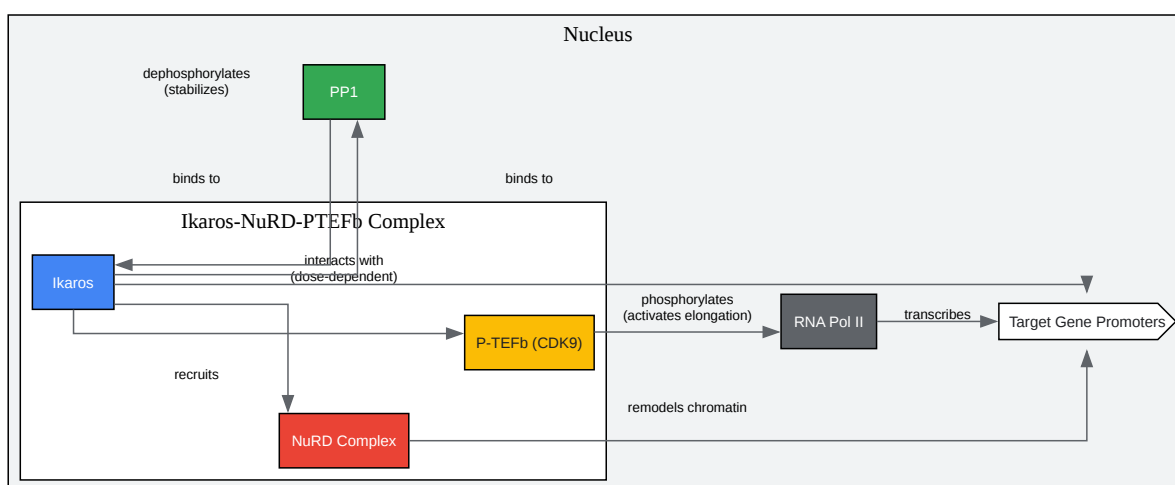 Nucleus
dephosphorylates
(stabilizes)
PP1
binds to
binds to
Ikaros-NuRD-PTEFb Complex
Ikaros
interacts with
(dose-dependent)
phosphorylates
(activates elongation)
RNA Pol II
transcribes
Target Gene Promoters
P-TEFb (CDK9)
recruits
remodels chromatin
NuRD Complex